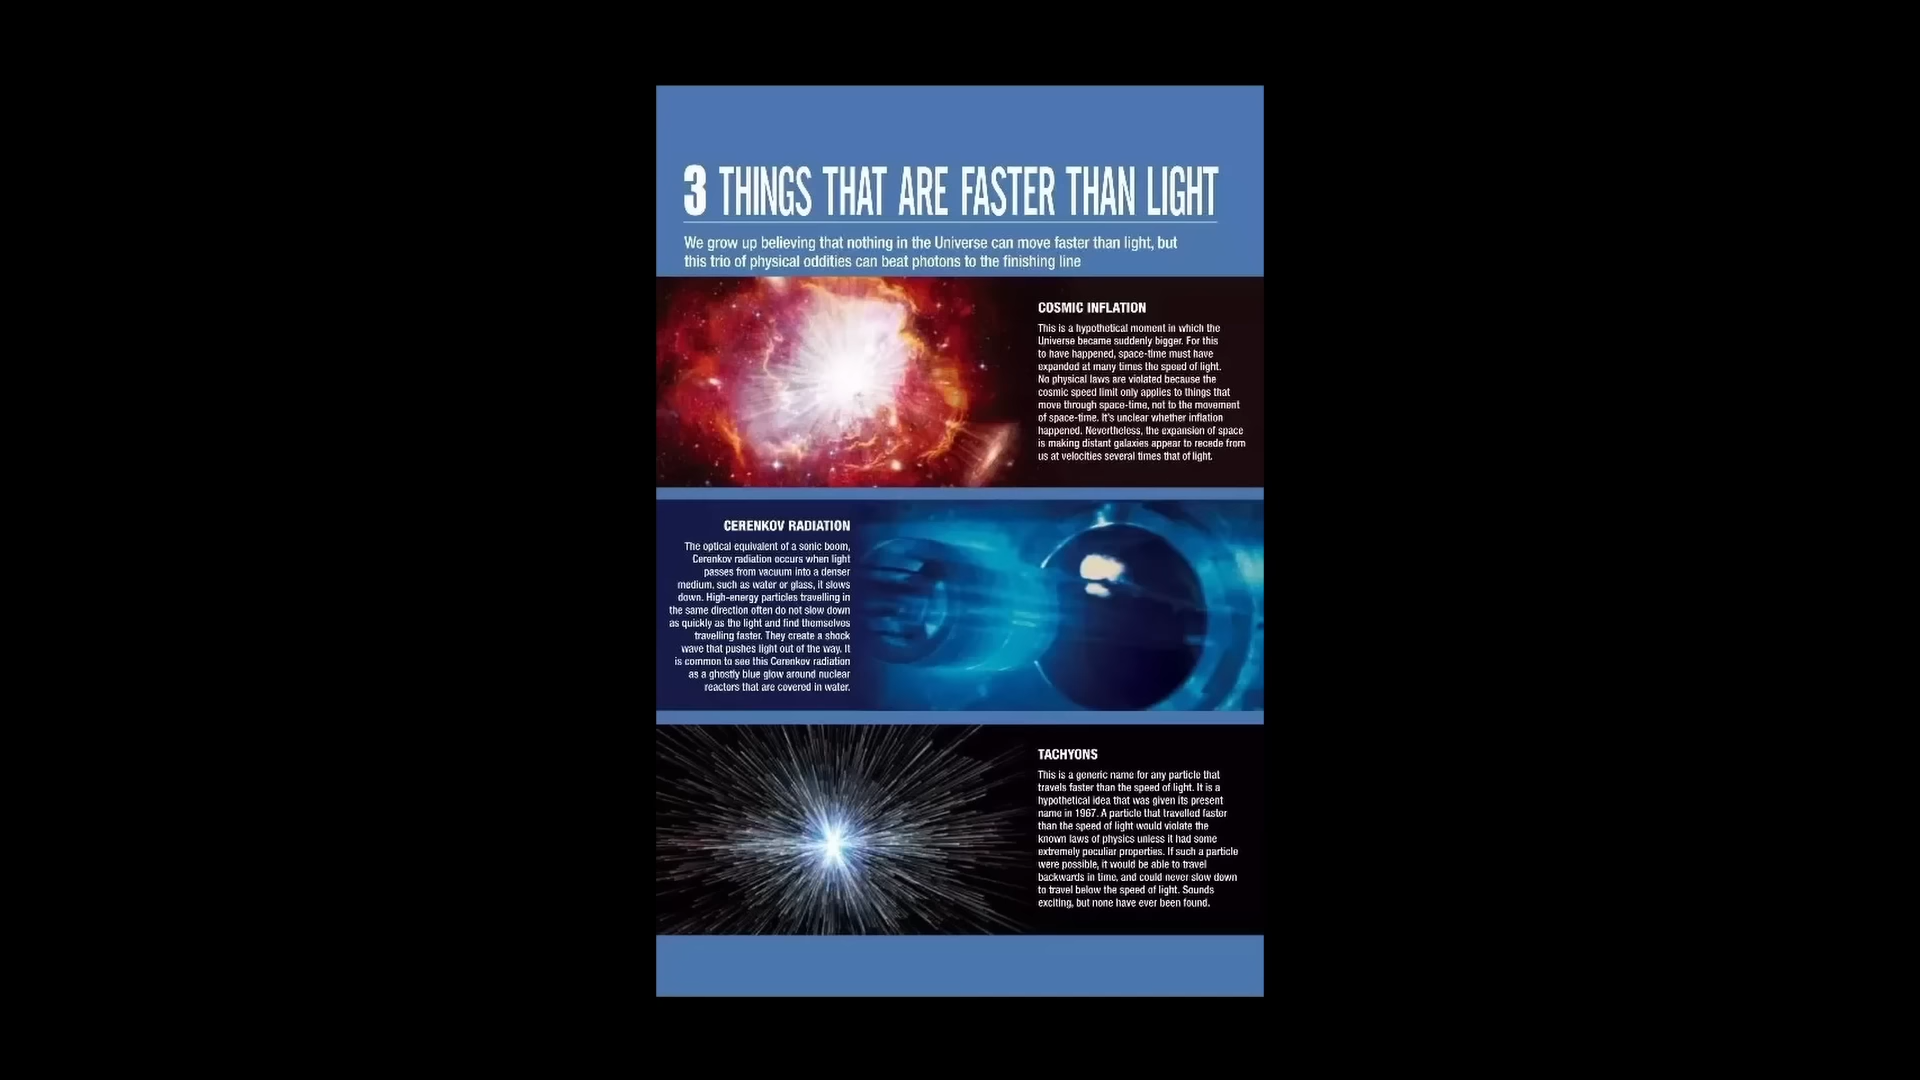 3 THINGS THAT ARE FASTER THAN LIGHT
We grow up believing that nothing in the Universe can move faster than light, but
this trio of physical oddities can beat photons to the finishing line
COSMIC INFLATION
This is a hypothetical moment in which the
Universe became suddenly bigger. For this
to have happened, space-time must have
expanded at many times the speed of light.
No physical laws are violated because the
cosmic speed limit only applies to things that
move through space-time, not to the movement
of space-time. It's unclear whether inflation
happened. Nevertheless, the expansion of space
is making distant galaxies appear to recede from
us at velocities several times that of light.
CERENKOV RADIATION
The optical equivalent of a sonic boom,
Cerenkov radiation occurs when light
passes from vacuum into a denser
medium, such as water or glass, it slows
down. High-energy particles travelling in
the same direction often do not slow down
as quickly as the light and find themselves
travelling faster. They create a shock
wave that pushes light out of the way. It
is common to see this Cerenkov radiation
as a ghostly blue glow around nuclear
reactors that are covered in water.
TACHYONS
This is a generic name for any particle that
travels faster than the speed of light. It is a
hypothetical idea that was given its present
name in 1967. A particle that travelled faster
than the speed of light would violate the
known laws of physics unless it had some
extremely peculiar properties. If such a particle
were possible, it would be able to travel
backwards in time, and could never slow down
to travel below the speed of light. Sounds
exciting, but none have ever been found.